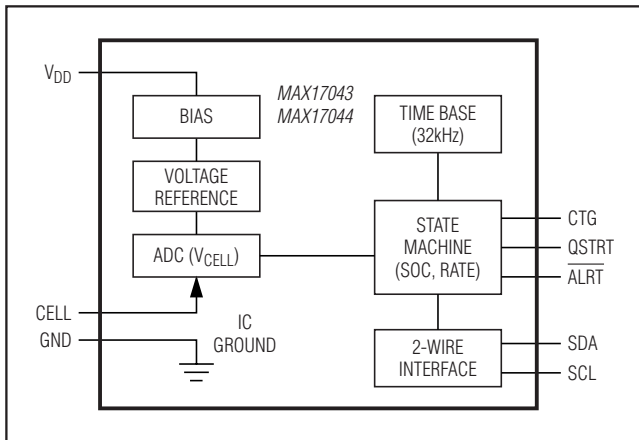 V_DD
MAX17043
MAX17044
BIAS
TIME BASE
(32kHz)
VOLTAGE
REFERENCE
ADC (V_CELL)
STATE
MACHINE
(SOC, RATE)
CTG
QSTRT
A̅L̅R̅T̅
CELL
GND
IC
GROUND
2-WIRE
INTERFACE
SDA
SCL